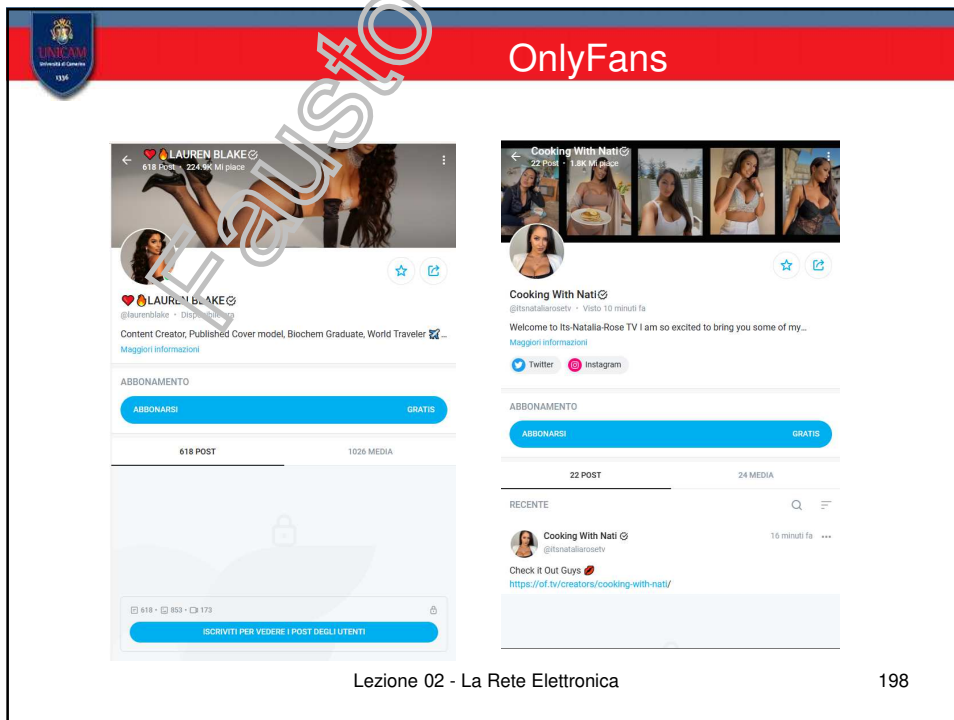 UNICAM
Università di Camerino
1336
OnlyFans
Fausto
❤️🔥LAUREN BLAKE
618 Post · 224.9K Mi piace
❤️🔥LAUREN BLAKE
@laurenblake · Disponibile ora
Content Creator, Published Cover model, Biochem Graduate, World Traveler ...
Maggiori informazioni
ABBONAMENTO
ABBONARSI GRATIS
618 POST 1026 MEDIA
618 · 853 · 173
ISCRIVITI PER VEDERE I POST DEGLI UTENTI
Cooking With Nati
22 Post · 1.8K Mi piace
Cooking With Nati
@itsnataliarosetv · Visto 10 minuti fa
Welcome to Its-Natalia-Rose TV I am so excited to bring you some of my...
Maggiori informazioni
Twitter Instagram
ABBONAMENTO
ABBONARSI GRATIS
22 POST 24 MEDIA
RECENTE
Cooking With Nati 16 minuti fa
@itsnataliarosetv
Check it Out Guys 💋
https://of.tv/creators/cooking-with-nati/
Lezione 02 - La Rete Elettronica 198